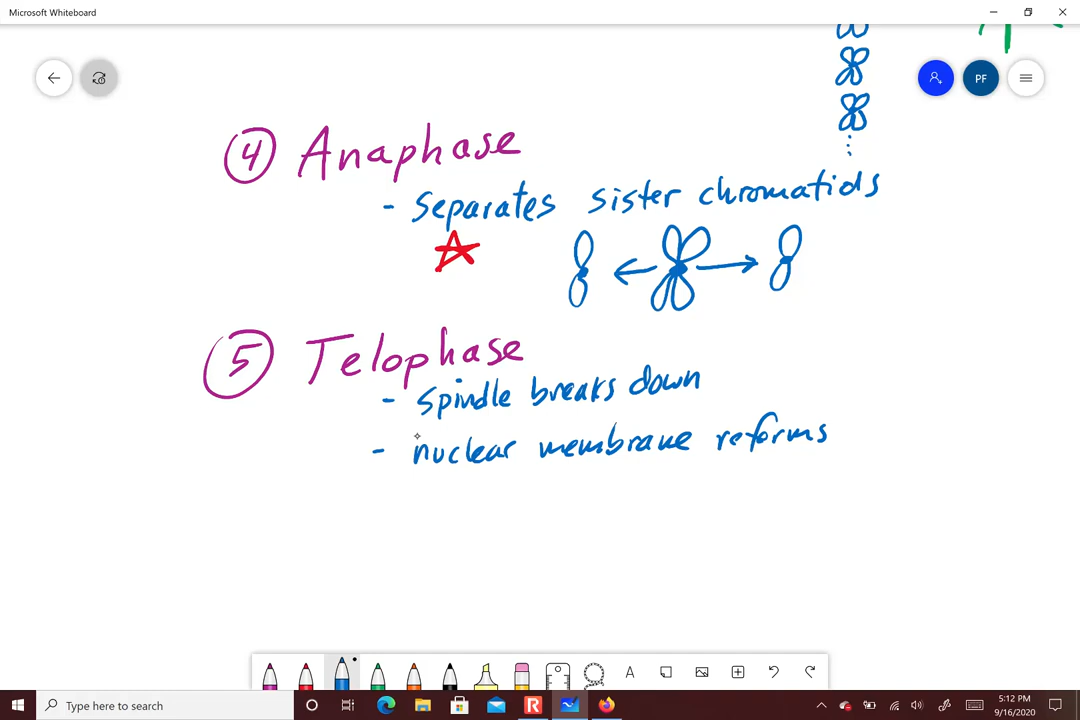 Microsoft Whiteboard
PF
④ Anaphase
- separates sister chromatids
⑤ Telophase
- spindle breaks down
- nuclear membrane reforms
A
Type here to search
5:12 PM
9/16/2020